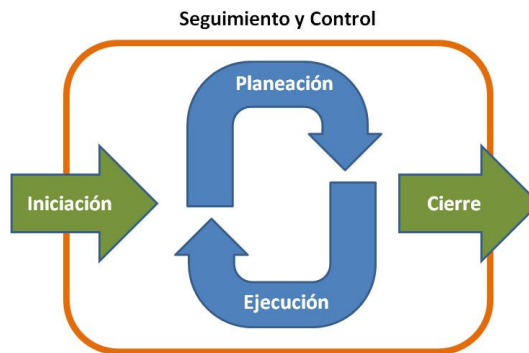 Seguimiento y Control
Planeación
Iniciación
Cierre
Ejecución